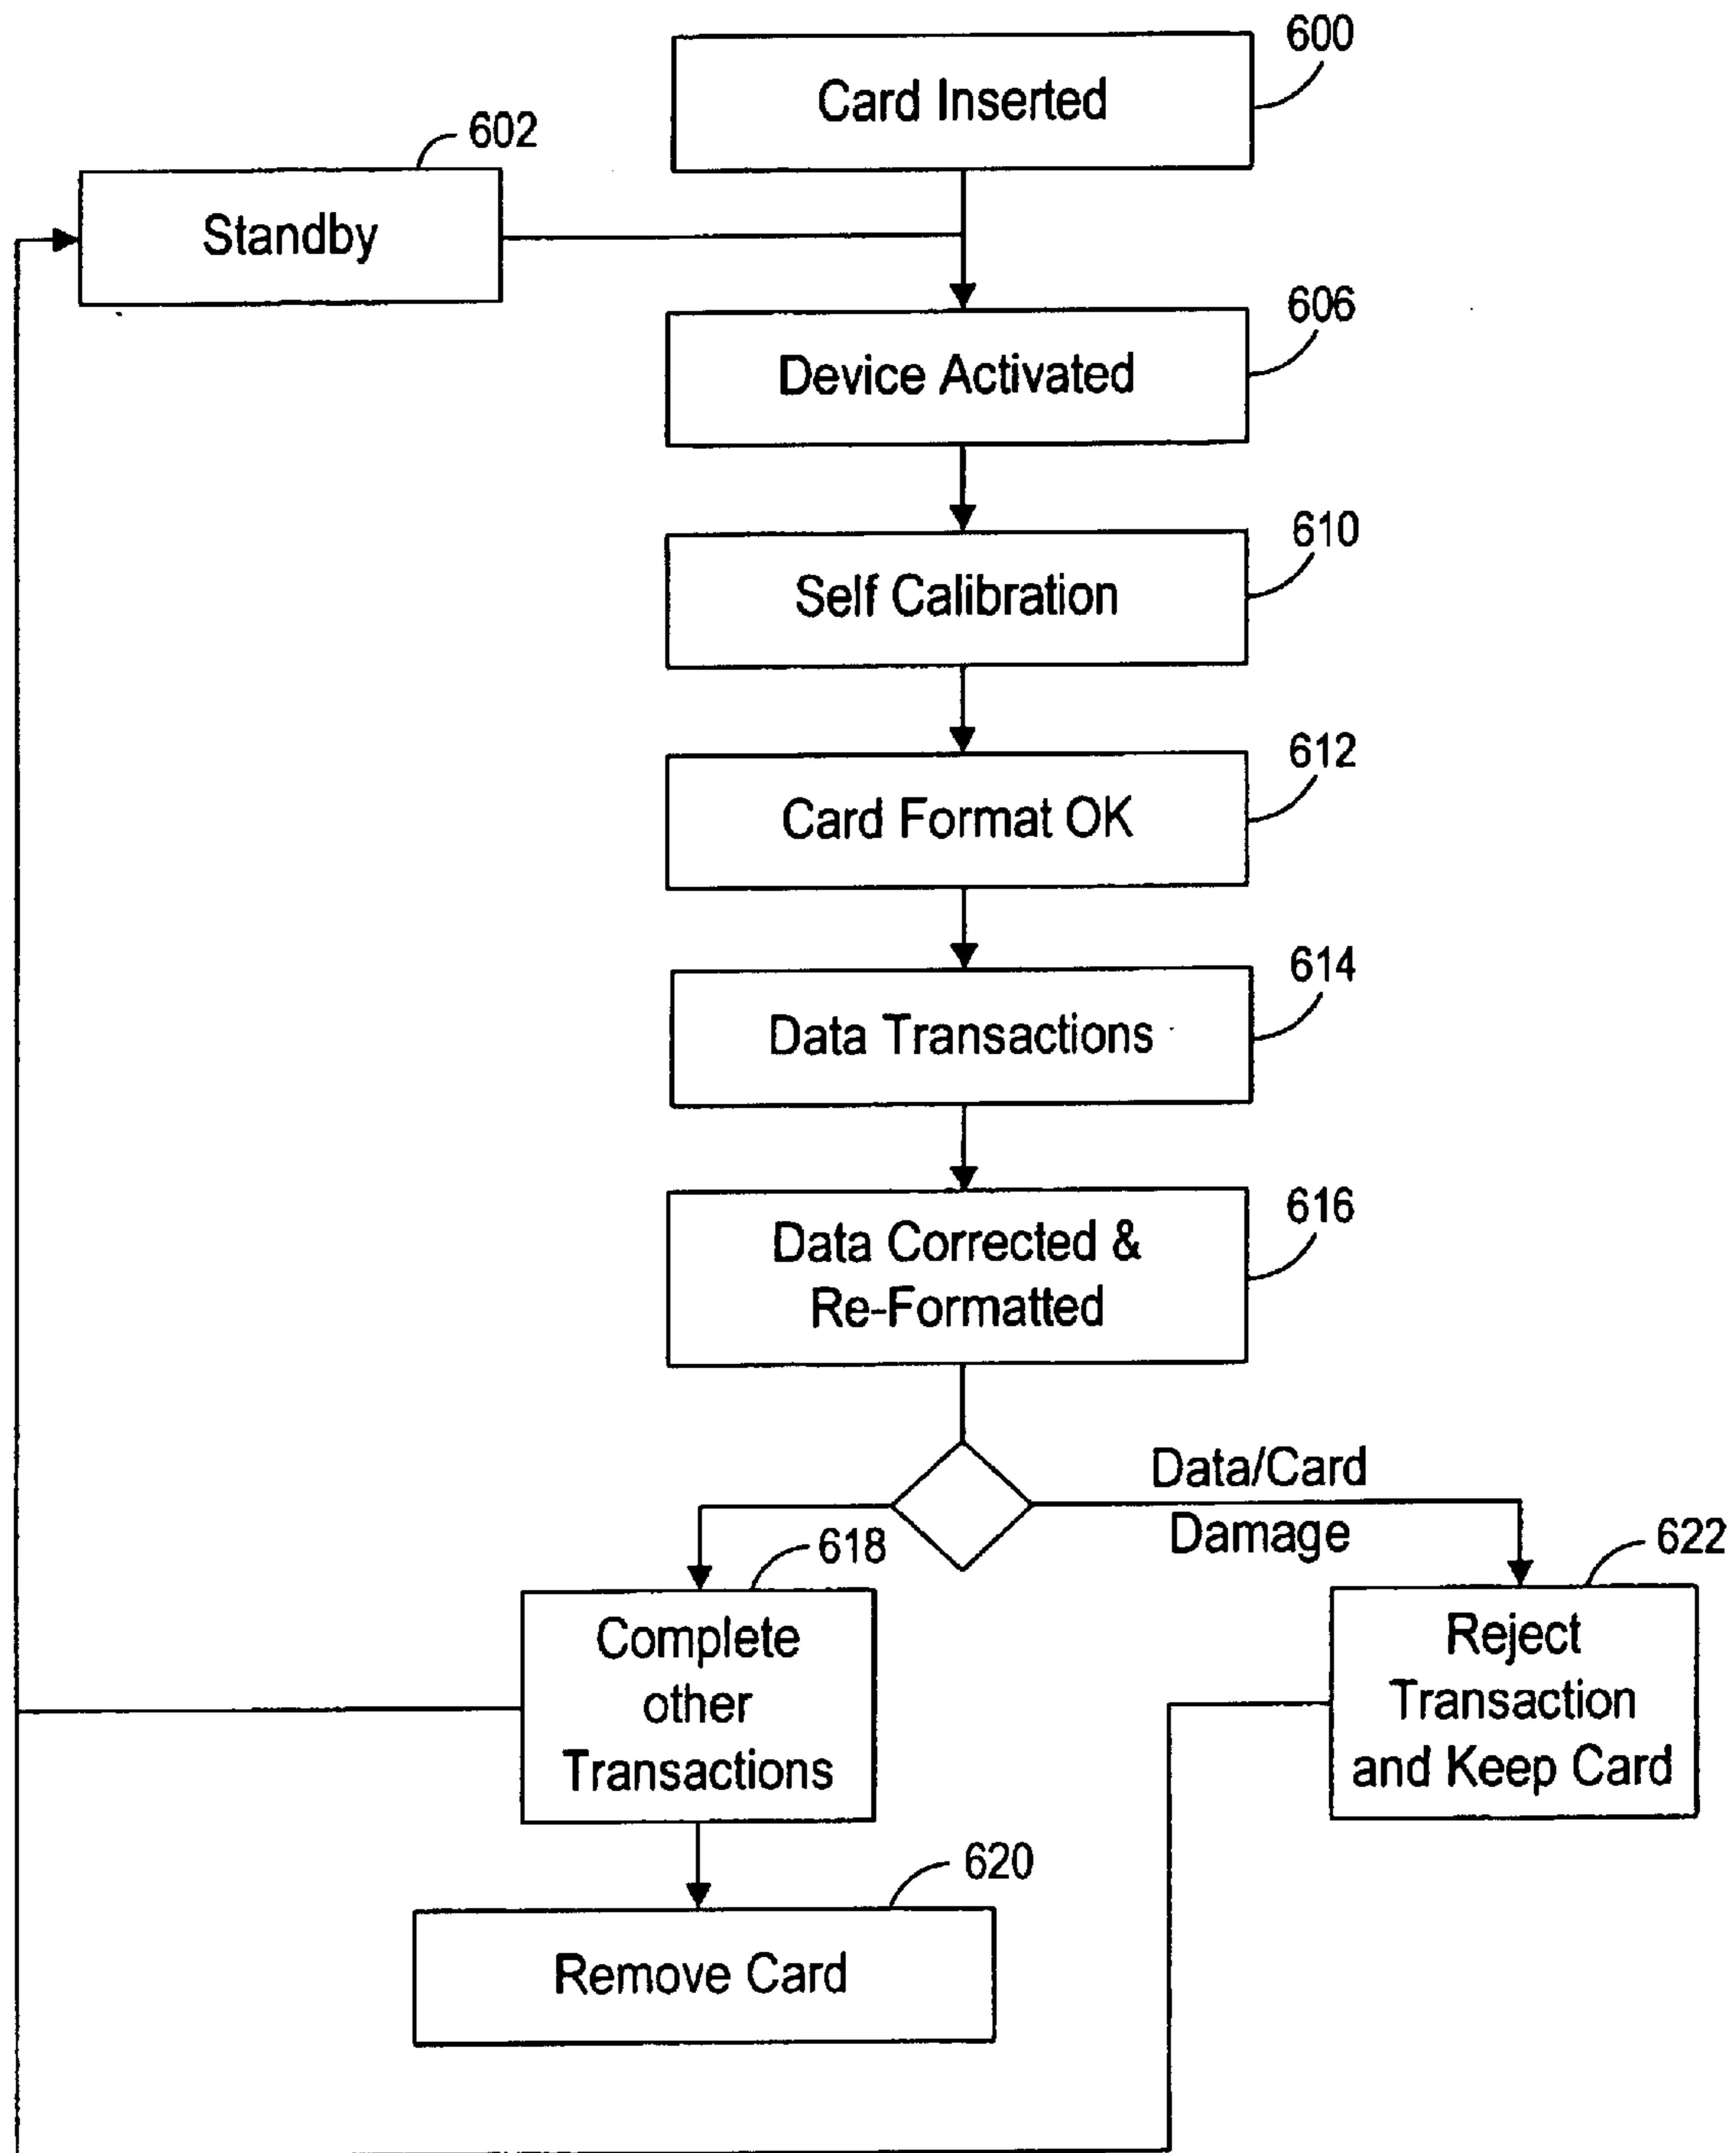 600
Card Inserted
602
Standby
606
Device Activated
610
Self Calibration
612
Card Format OK
614
Data Transactions
616
Data Corrected &
Re-Formatted
Data/Card
Damage
618
622
Complete
other
Transactions
Reject
Transaction
and Keep Card
620
Remove Card